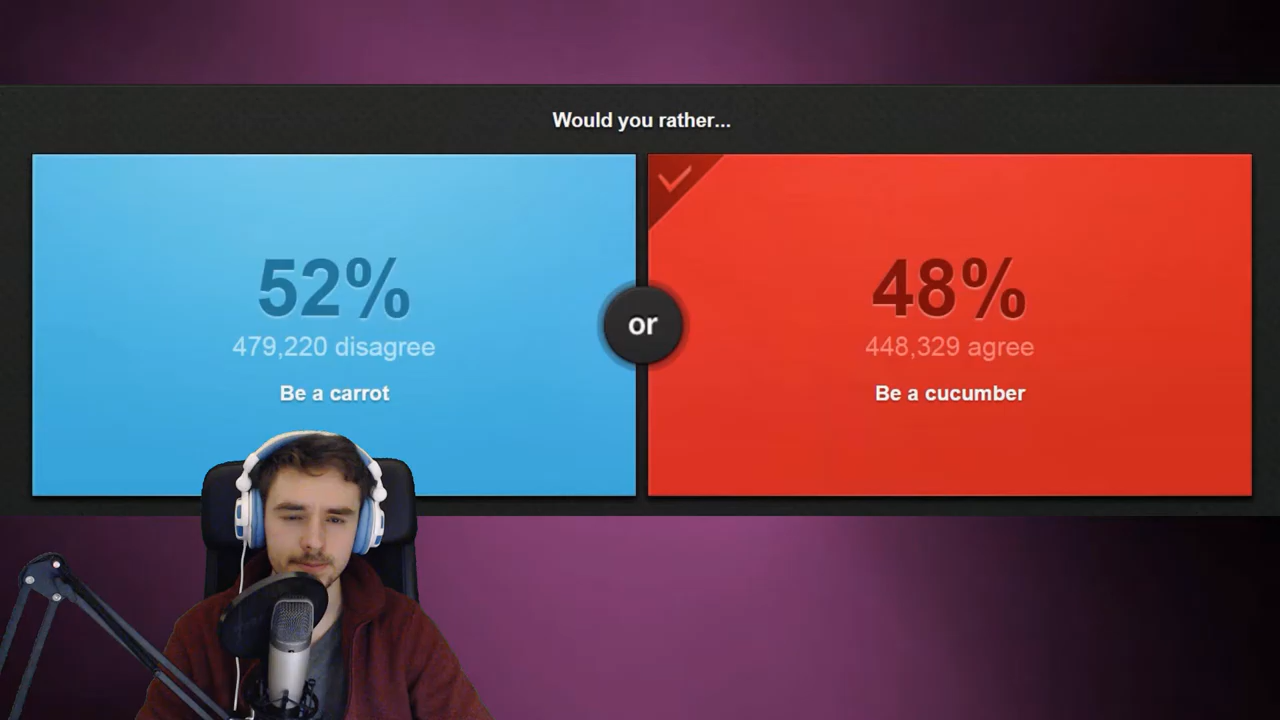 Would you rather...
52%
479,220 disagree
Be a carrot
or
48%
448,329 agree
Be a cucumber